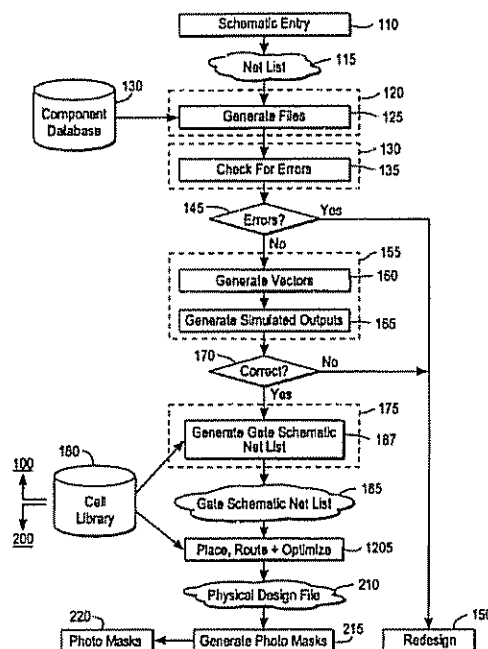 Schematic Entry
110
Net List
115
130
Component
Database
120
Generate Files
125
130
Check For Errors
135
145
Errors?
Yes
No
155
Generate Vectors
160
Generate Simulated Outputs
165
170
Correct?
No
Yes
175
Generate Gate Schematic
Net List
187
180
Cell
Library
100
200
185
Gate Schematic Net List
Place, Route + Optimize
1205
210
Physical Design File
220
Photo Masks
Generate Photo Masks
215
150
Redesign